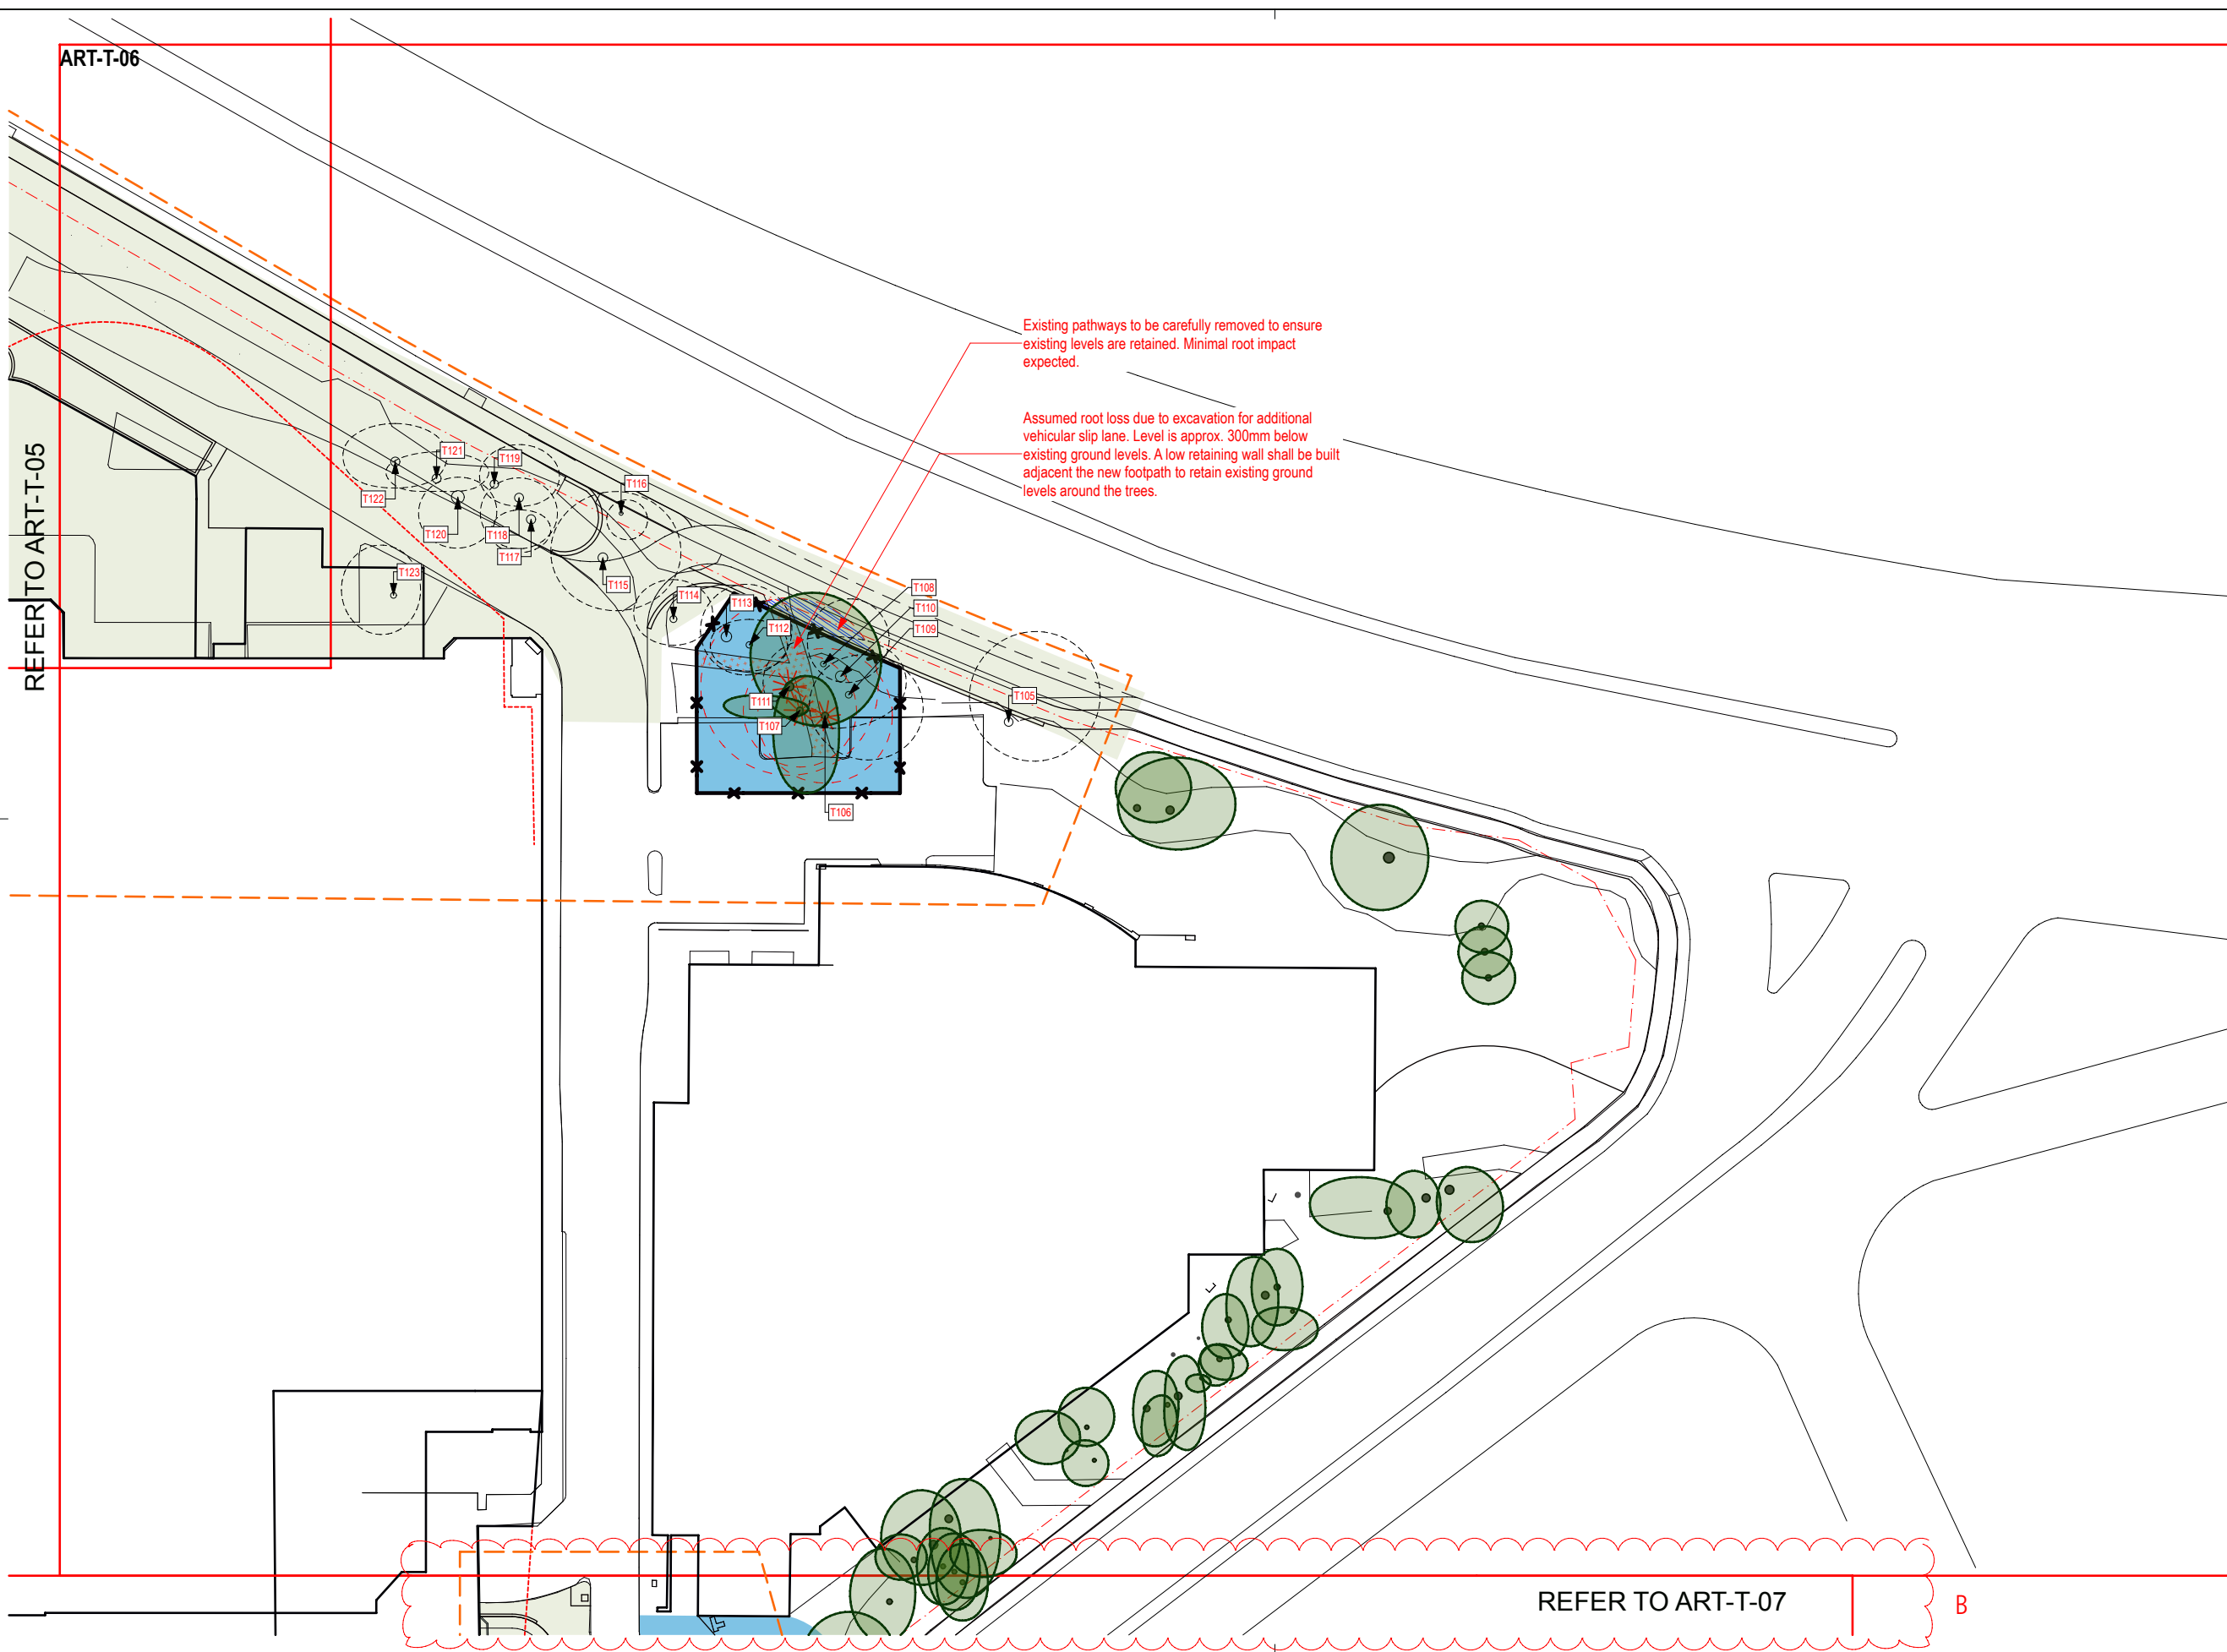 ART-T-06
REFER TO ART-T-05
Existing pathways to be carefully removed to ensure
existing levels are retained. Minimal root impact
expected.
Assumed root loss due to excavation for additional
vehicular slip lane. Level is approx. 300mm below
existing ground levels. A low retaining wall shall be built
adjacent the new footpath to retain existing ground
levels around the trees.
T121
T119
T122
T116
T120
T118
T117
T123
T115
T114
T113
T108
T110
T112
T109
T111
T105
T107
T106
REFER TO ART-T-07
B